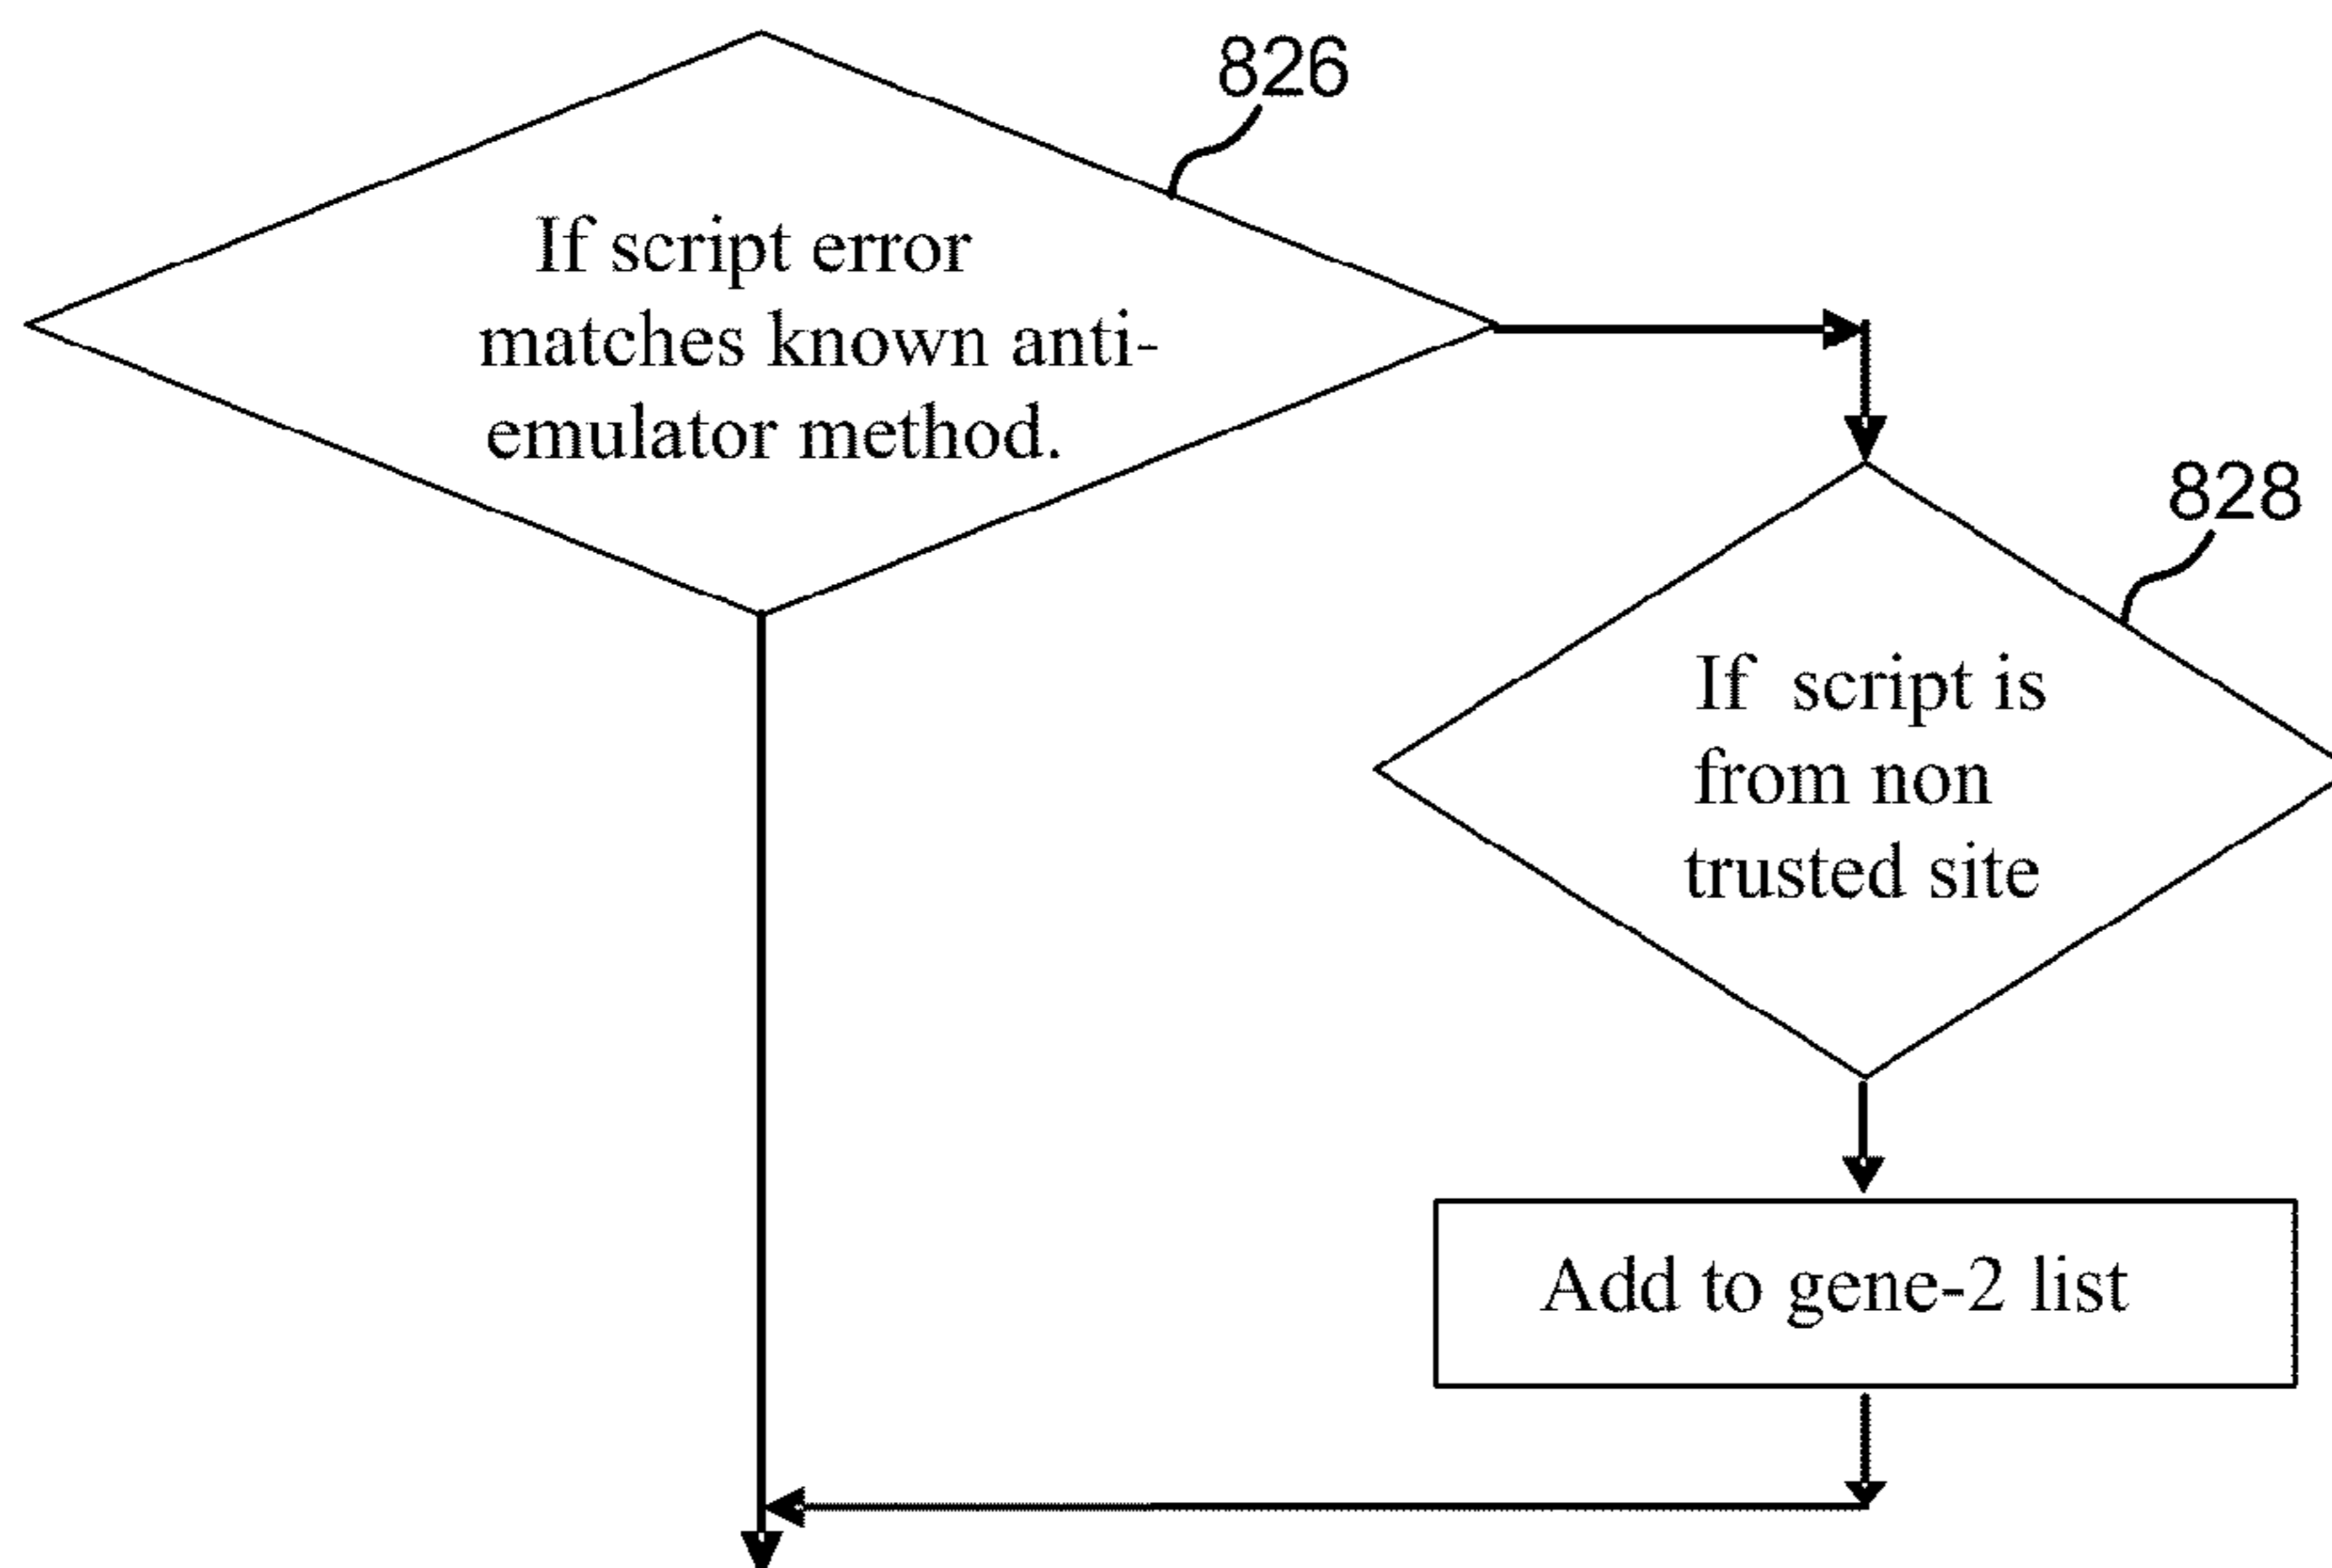 826
If script error
matches known anti-
emulator method.
828
If script is
from non
trusted site
Add to gene-2 list